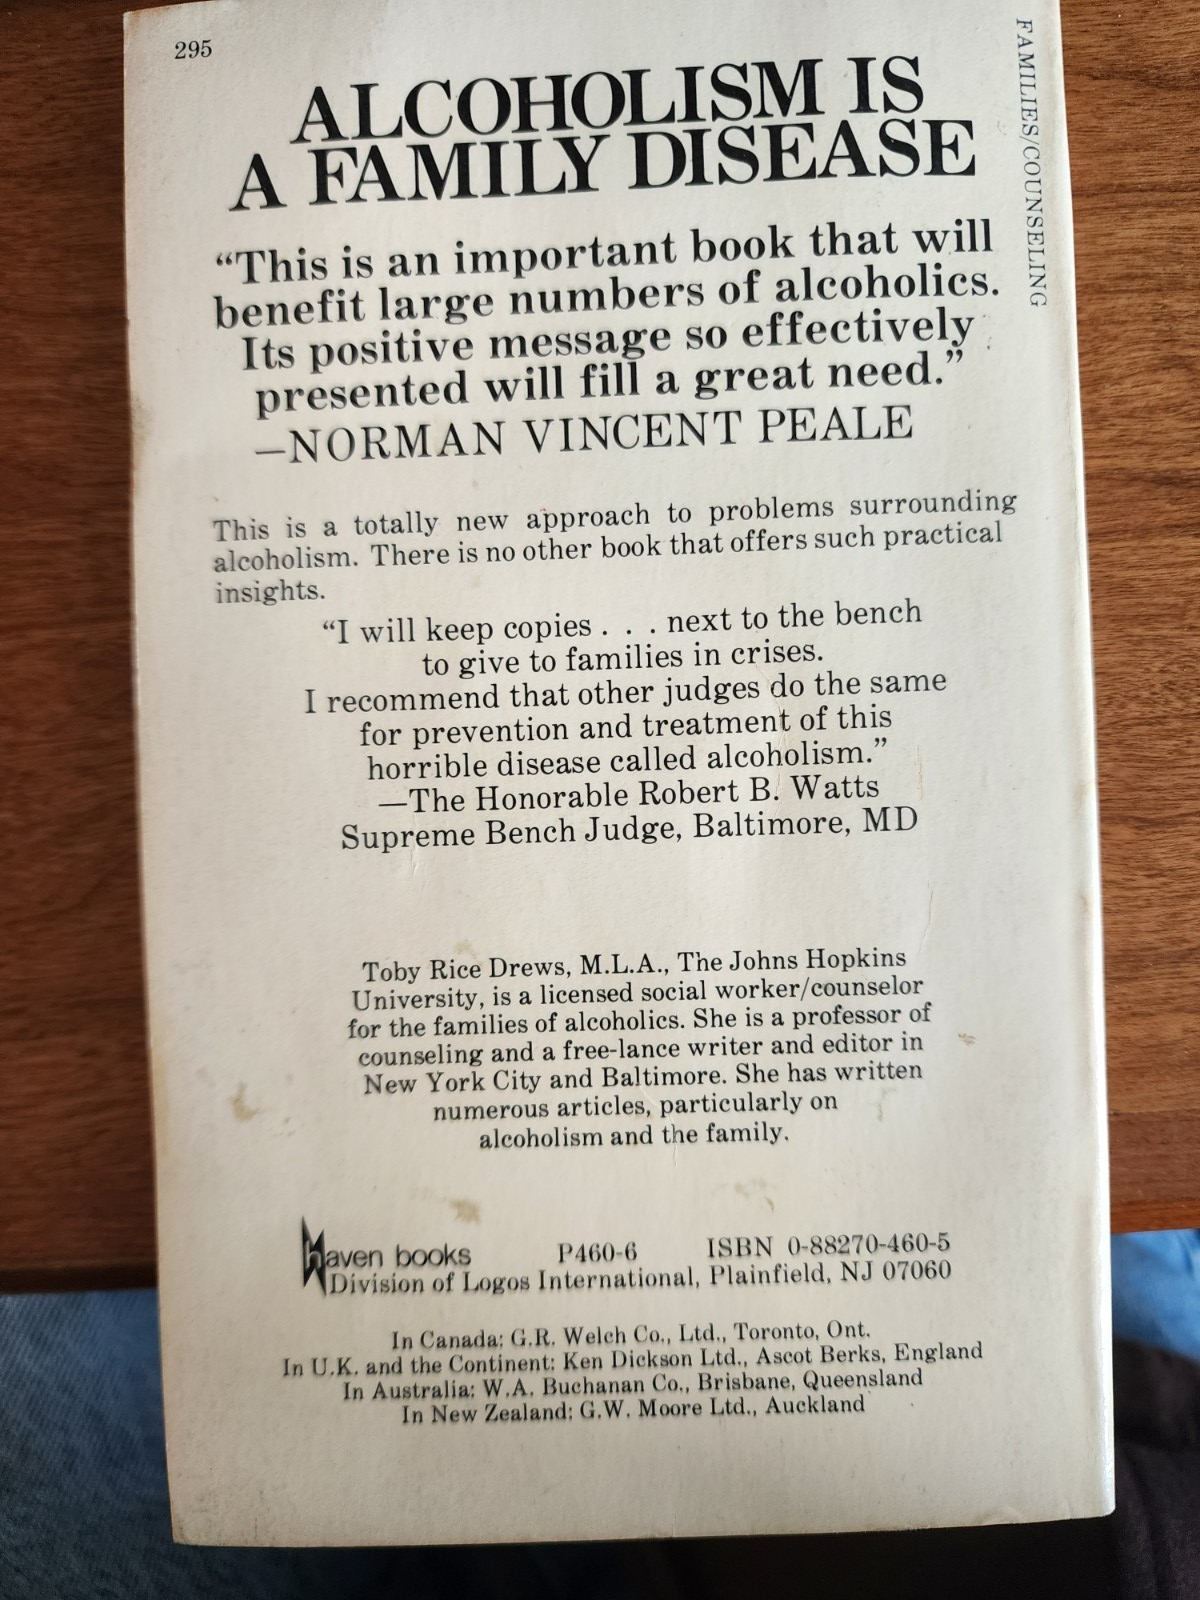 295
ALCOHOLISM IS
A FAMILY DISEASE
FAMILIES/COUNSELING
“This is an important book that will
benefit large numbers of alcoholics.
Its positive message so effectively
presented will fill a great need.”
—NORMAN VINCENT PEALE
This is a totally new approach to problems surrounding
alcoholism. There is no other book that offers such practical
insights.
“I will keep copies . . . next to the bench
to give to families in crises.
I recommend that other judges do the same
for prevention and treatment of this
horrible disease called alcoholism.”
—The Honorable Robert B. Watts
Supreme Bench Judge, Baltimore, MD
Toby Rice Drews, M.L.A., The Johns Hopkins
University, is a licensed social worker/counselor
for the families of alcoholics. She is a professor of
counseling and a free-lance writer and editor in
New York City and Baltimore. She has written
numerous articles, particularly on
alcoholism and the family.
haven books P460-6 ISBN 0-88270-460-5
Division of Logos International, Plainfield, NJ 07060
In Canada: G.R. Welch Co., Ltd., Toronto, Ont.
In U.K. and the Continent: Ken Dickson Ltd., Ascot Berks, England
In Australia: W.A. Buchanan Co., Brisbane, Queensland
In New Zealand: G.W. Moore Ltd., Auckland